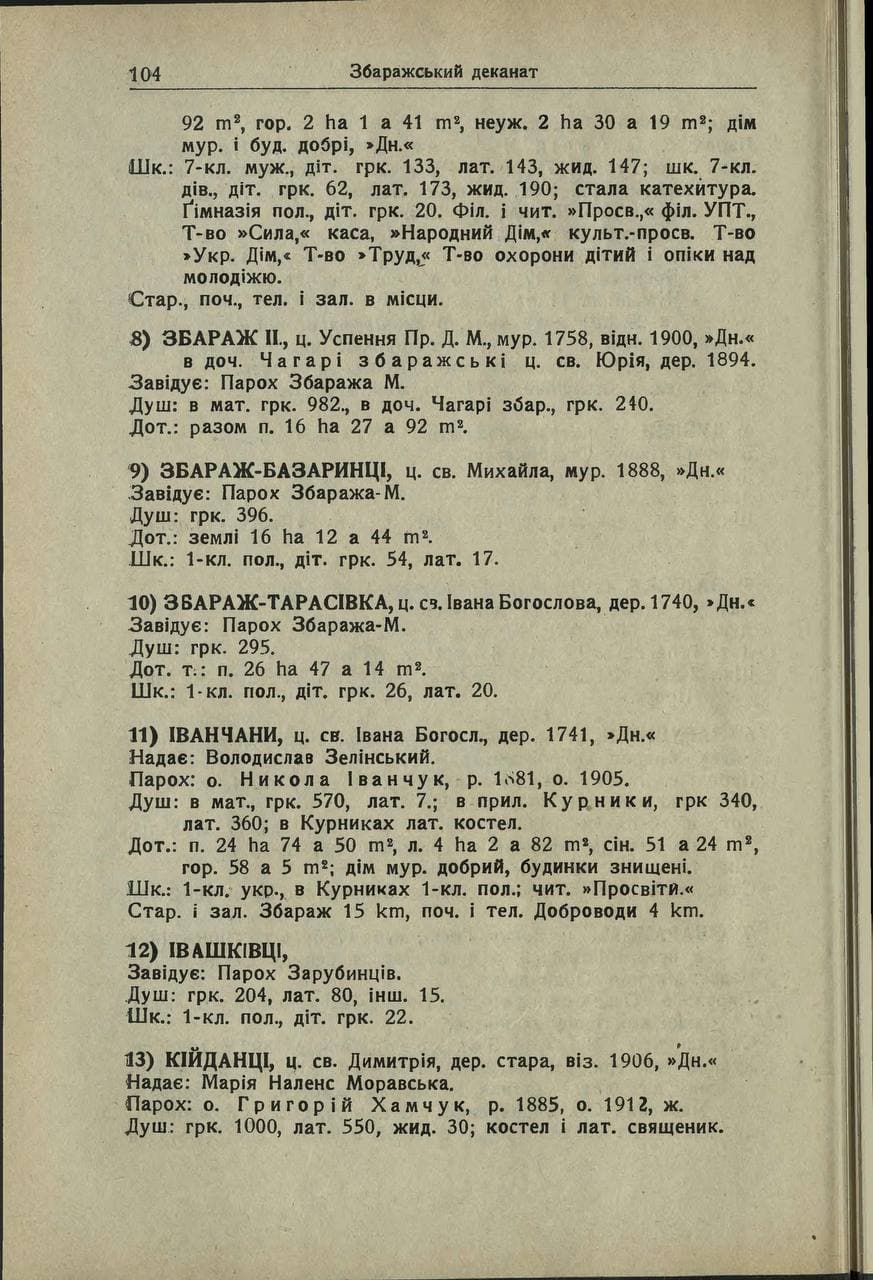 104 Збаражський деканат
92 m², гор. 2 ha 1 a 41 m², неуж. 2 ha 30 a 19 m²; дім
мур. і буд. добрі, »Дн.«
Шк.: 7-кл. муж., діт. грк. 133, лат. 143, жид. 147; шк. 7-кл.
дів., діт. грк. 62, лат. 173, жид. 190; стала катехитура.
Ґімназія пол., діт. грк. 20. Філ. і чит. »Просв.,« філ. УПТ.,
Т-во »Сила,« каса, »Народний Дім,« культ.-просв. Т-во
»Укр. Дім,« Т-во »Труд,« Т-во охорони дітий і опіки над
молодіжю.
Стар., поч., тел. і зал. в місци.
8) ЗБАРАЖ II., ц. Успення Пр. Д. М., мур. 1758, відн. 1900, »Дн.«
в доч. Чагарі збаражські ц. св. Юрія, дер. 1894.
Завідує: Парох Збаража М.
Душ: в мат. грк. 982., в доч. Чагарі збар., грк. 240.
Дот.: разом п. 16 ha 27 a 92 m².
9) ЗБАРАЖ-БАЗАРИНЦІ, ц. св. Михайла, мур. 1888, »Дн.«
Завідує: Парох Збаража-М.
Душ: грк. 396.
Дот.: землі 16 ha 12 a 44 m².
Шк.: 1-кл. пол., діт. грк. 54, лат. 17.
10) ЗБАРАЖ-ТАРАСІВКА, ц. св. Івана Богослова, дер. 1740, »Дн.«
Завідує: Парох Збаража-М.
Душ: грк. 295.
Дот. т.: п. 26 ha 47 a 14 m².
Шк.: 1-кл. пол., діт. грк. 26, лат. 20.
11) ІВАНЧАНИ, ц. св. Івана Богосл., дер. 1741, »Дн.«
Надає: Володислав Зелінський.
Парох: о. Никола Іванчук, р. 1881, о. 1905.
Душ: в мат., грк. 570, лат. 7.; в прил. Курники, грк 340,
лат. 360; в Курниках лат. костел.
Дот.: п. 24 ha 74 a 50 m², л. 4 ha 2 a 82 m², сін. 51 a 24 m²,
гор. 58 a 5 m²; дім мур. добрий, будинки знищені.
Шк.: 1-кл. укр., в Курниках 1-кл. пол.; чит. »Просвіти.«
Стар. і зал. Збараж 15 km, поч. і тел. Доброводи 4 km.
12) ІВАШКІВЦІ,
Завідує: Парох Зарубинців.
Душ: грк. 204, лат. 80, інш. 15.
Шк.: 1-кл. пол., діт. грк. 22.
13) КІЙДАНЦІ, ц. св. Димитрія, дер. стара, віз. 1906, »Дн.«
Надає: Марія Наленс Моравська.
Парох: о. Григорій Хамчук, р. 1885, о. 1912, ж.
Душ: грк. 1000, лат. 550, жид. 30; костел і лат. священик.